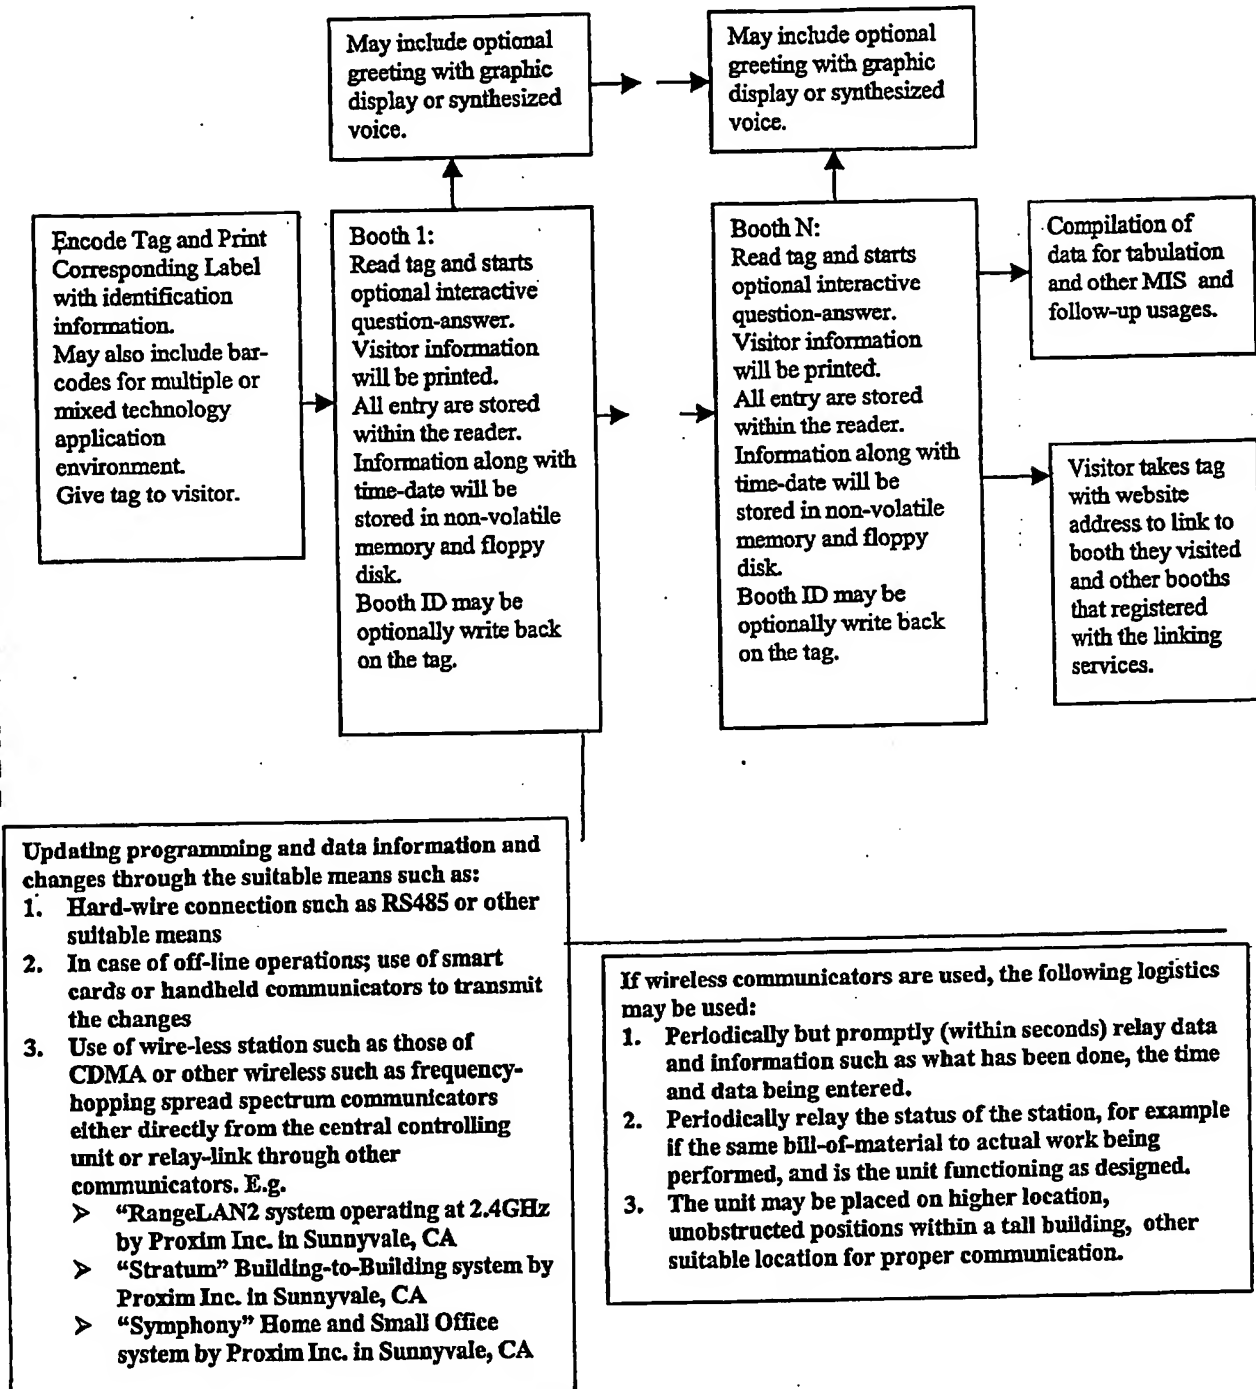 May include optional
greeting with graphic
display or synthesized
voice.
May include optional
greeting with graphic
display or synthesized
voice.
Encode Tag and Print
Corresponding Label
with identification
information.
May also include bar-
codes for multiple or
mixed technology
application
environment.
Give tag to visitor.
Booth 1:
Read tag and starts
optional interactive
question-answer.
Visitor information
will be printed.
All entry are stored
within the reader.
Information along with
time-date will be
stored in non-volatile
memory and floppy
disk.
Booth ID may be
optionally write back
on the tag.
Booth N:
Read tag and starts
optional interactive
question-answer.
Visitor information
will be printed.
All entry are stored
within the reader.
Information along with
time-date will be
stored in non-volatile
memory and floppy
disk.
Booth ID may be
optionally write back
on the tag.
Compilation of
data for tabulation
and other MIS and
follow-up usages.
Visitor takes tag
with website
address to link to
booth they visited
and other booths
that registered
with the linking
services.
Updating programming and data information and
changes through the suitable means such as:
1. Hard-wire connection such as RS485 or other
suitable means
2. In case of off-line operations; use of smart
cards or handheld communicators to transmit
the changes
3. Use of wire-less station such as those of
CDMA or other wireless such as frequency-
hopping spread spectrum communicators
either directly from the central controlling
unit or relay-link through other
communicators. E.g.
➢ “RangeLAN2 system operating at 2.4GHz
by Proxim Inc. in Sunnyvale, CA
➢ “Stratum” Building-to-Building system by
Proxim Inc. in Sunnyvale, CA
➢ “Symphony” Home and Small Office
system by Proxim Inc. in Sunnyvale, CA
If wireless communicators are used, the following logistics
may be used:
1. Periodically but promptly (within seconds) relay data
and information such as what has been done, the time
and data being entered.
2. Periodically relay the status of the station, for example
if the same bill-of-material to actual work being
performed, and is the unit functioning as designed.
3. The unit may be placed on higher location,
unobstructed positions within a tall building, other
suitable location for proper communication.